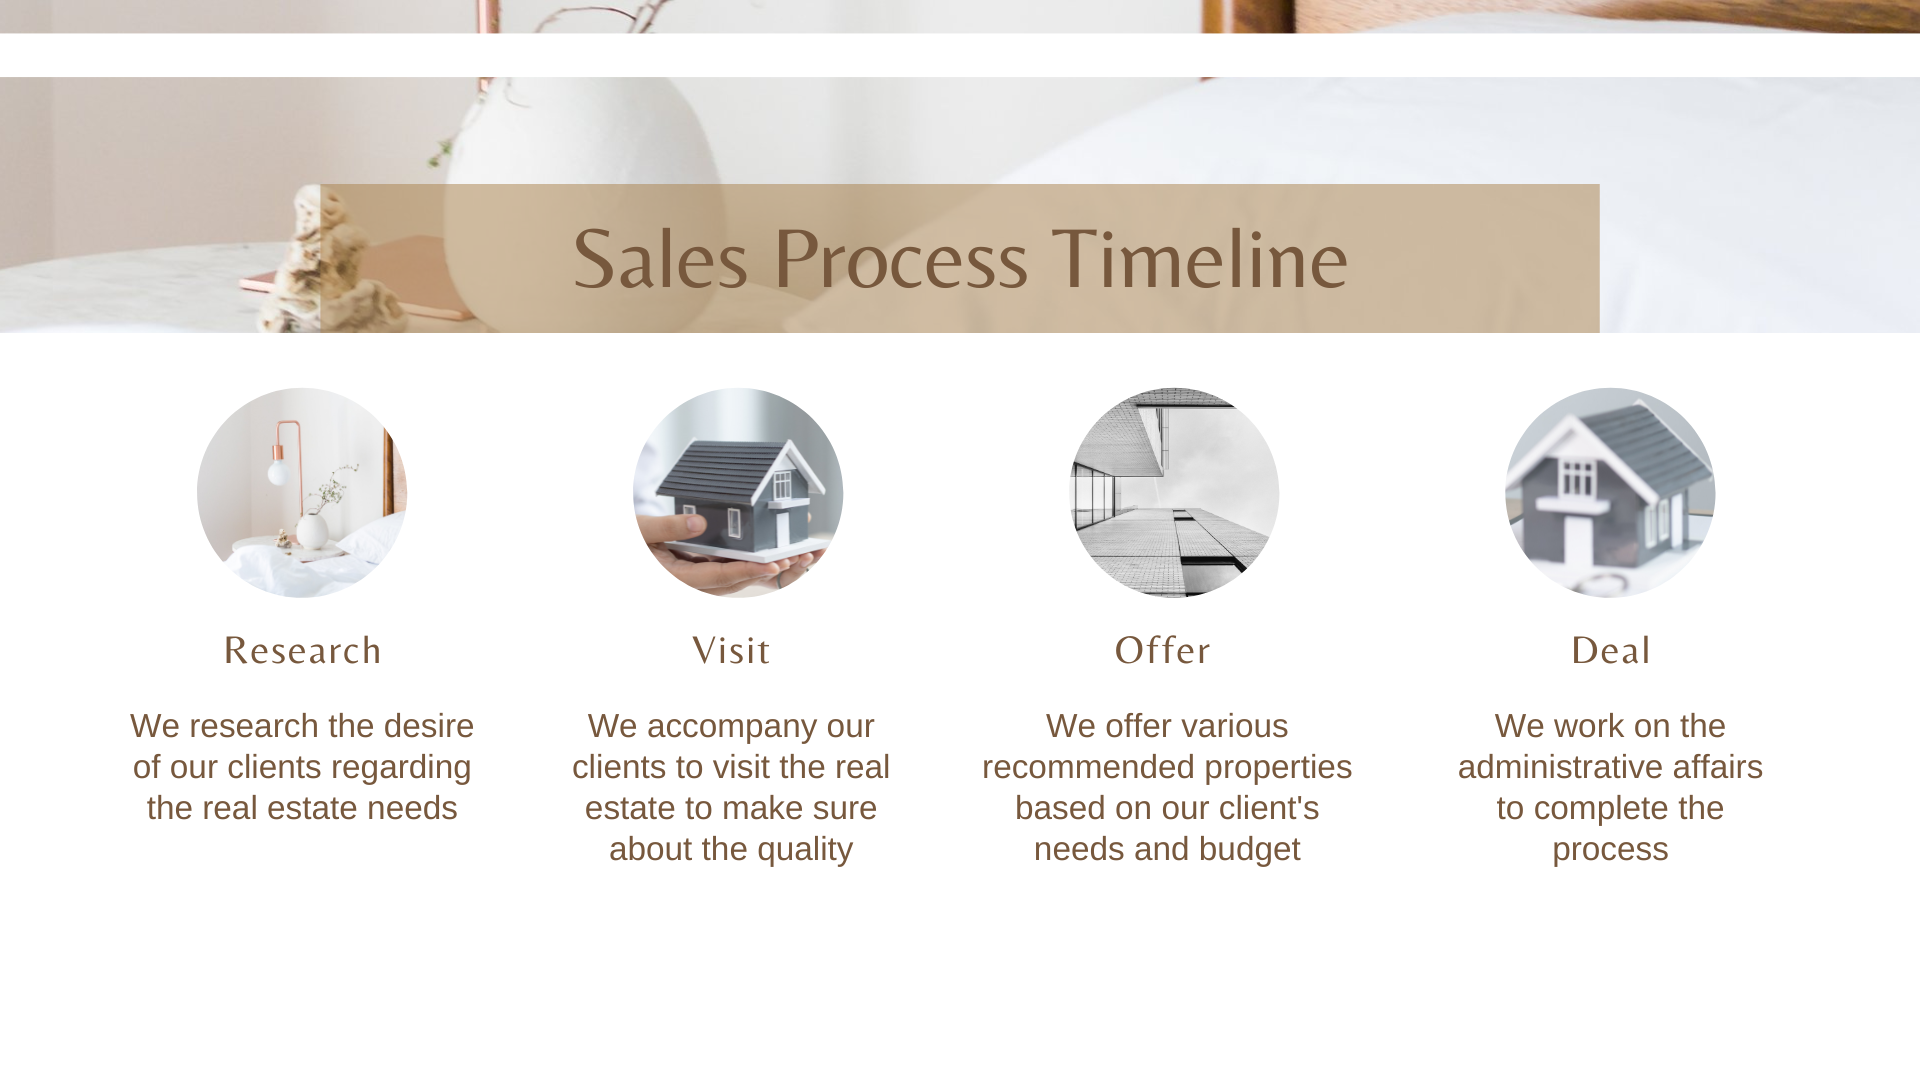 Sales Process Timeline
Research
We research the desire
of our clients regarding
the real estate needs
Visit
We accompany our
clients to visit the real
estate to make sure
about the quality
Offer
We offer various
recommended properties
based on our client's
needs and budget
Deal
We work on the
administrative affairs
to complete the
process